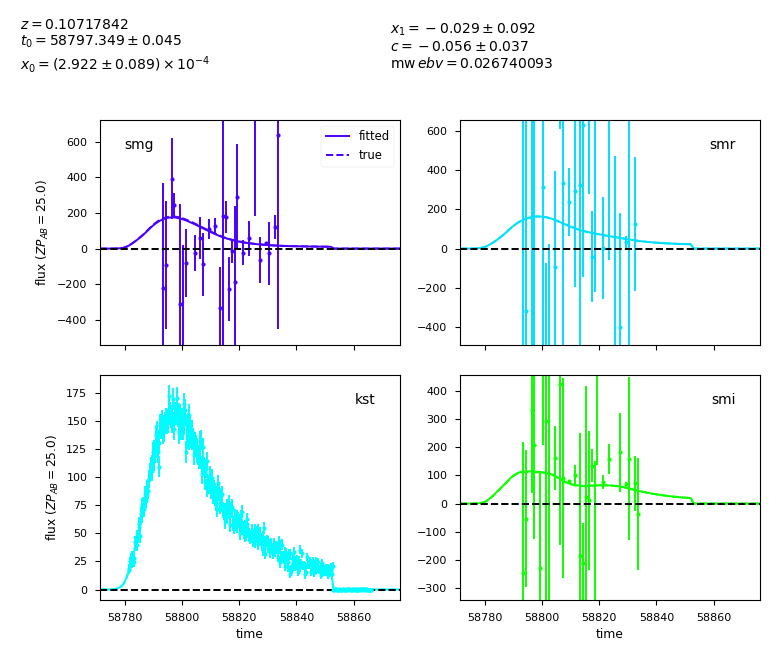 z = 0.10717842
t₀ = 58797.349 ± 0.045
x₀ = (2.922 ± 0.089) × 10⁻⁴
x₁ = −0.029 ± 0.092
c = −0.056 ± 0.037
mw ebv = 0.026740093
smg
fitted
true
600
400
200
0
−200
−400
flux (ZP_AB = 25.0)
smr
600
400
200
0
−200
−400
kst
175
150
125
100
75
50
25
0
flux (ZP_AB = 25.0)
58780 58800 58820 58840 58860
time
smi
400
300
200
100
0
−100
−200
−300
58780 58800 58820 58840 58860
time